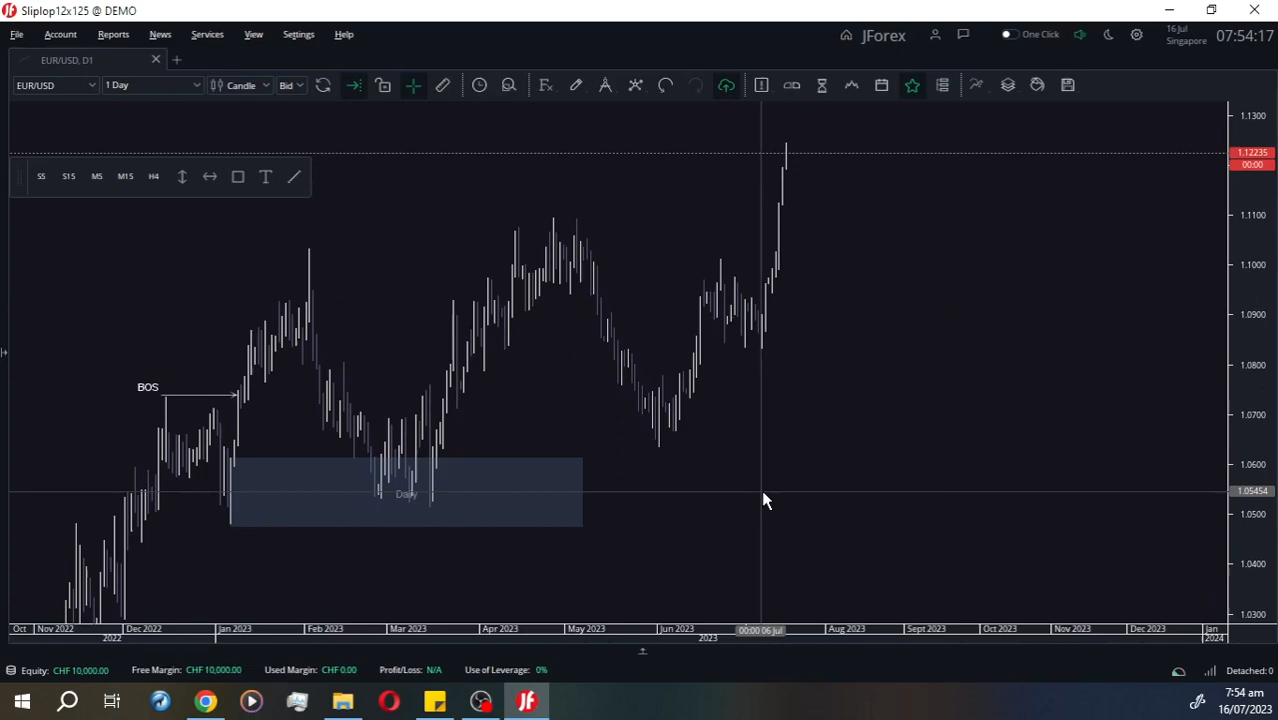 Sliplop12x125 @ DEMO
File Account Reports News Services View Settings Help
JForex
One Click
16 Jul
Singapore
07:54:17
EUR/USD, D1
EUR/USD
1 Day
Candle
Bid
S5 S15 M5 M15 H4
BOS
Daily
1.1300
1.12235
00:00
1.1100
1.1000
1.0900
1.0800
1.0700
1.0600
1.05454
1.0500
1.0400
1.0300
Oct Nov 2022 Dec 2022 Jan 2023 Feb 2023 Mar 2023 Apr 2023 May 2023 Jun 2023 00:00 06 Jul Aug 2023 Sept 2023 Oct 2023 Nov 2023 Dec 2023 Jan
2022 2023 2024
Equity: CHF 10,000.00 Free Margin: CHF 10,000.00 Used Margin: CHF 0.00 Profit/Loss: N/A Use of Leverage: 0% Detached: 0
7:54 am
16/07/2023